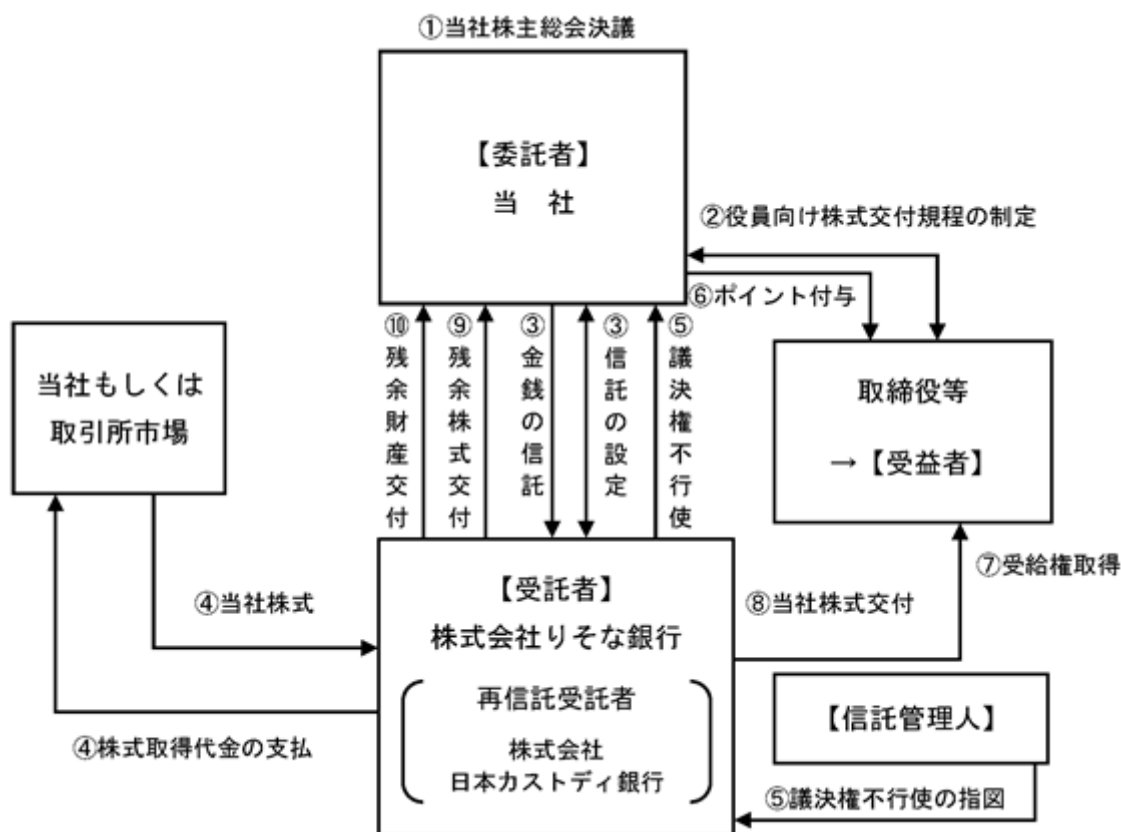 ①当社株主総会決議
【委託者】
当　社
②役員向け株式交付規程の制定
⑥ポイント付与
⑩残余財産交付
⑨残余株式交付
③金銭の信託
③信託の設定
⑤議決権不行使
当社もしくは
取引所市場
取締役等
→【受益者】
④当社株式
④株式取得代金の支払
【受託者】
株式会社りそな銀行
再信託受託者
株式会社
日本カストディ銀行
⑦受給権取得
⑧当社株式交付
【信託管理人】
⑤議決権不行使の指図